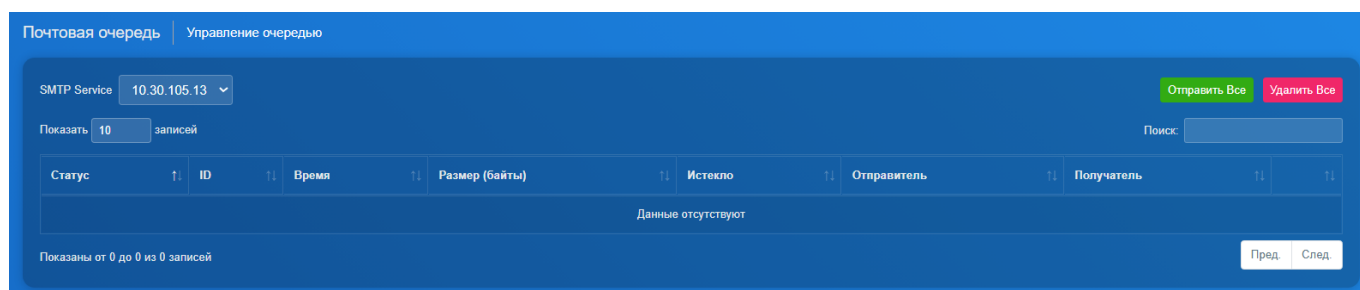 Почтовая очередь Управление очередью
SMTP Service 10.30.105.13 Отправить Все Удалить Все
Показать 10 записей Поиск:
Статус ID Время Размер (байты) Истекло Отправитель Получатель
Данные отсутствуют
Показаны от 0 до 0 из 0 записей Пред. След.